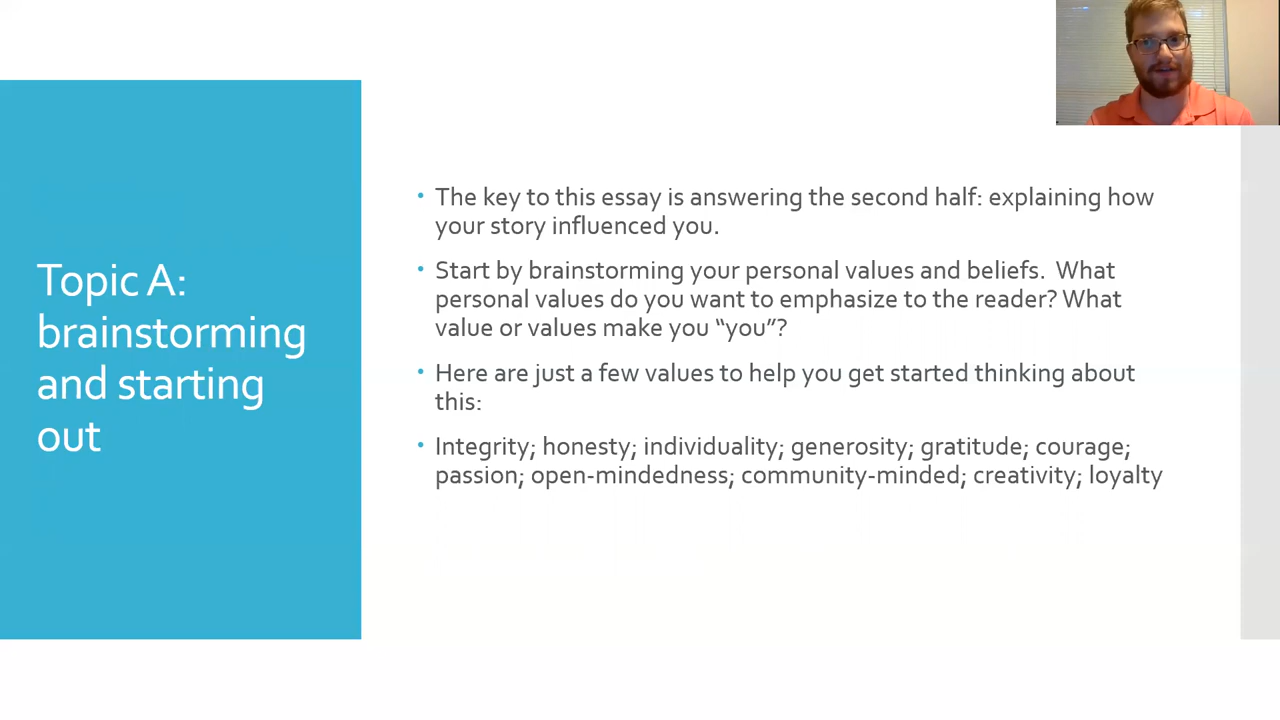 Topic A:
brainstorming
and starting
out
The key to this essay is answering the second half: explaining how
your story influenced you.
Start by brainstorming your personal values and beliefs.  What
personal values do you want to emphasize to the reader? What
value or values make you “you”?
Here are just a few values to help you get started thinking about
this:
Integrity; honesty; individuality; generosity; gratitude; courage;
passion; open-mindedness; community-minded; creativity; loyalty